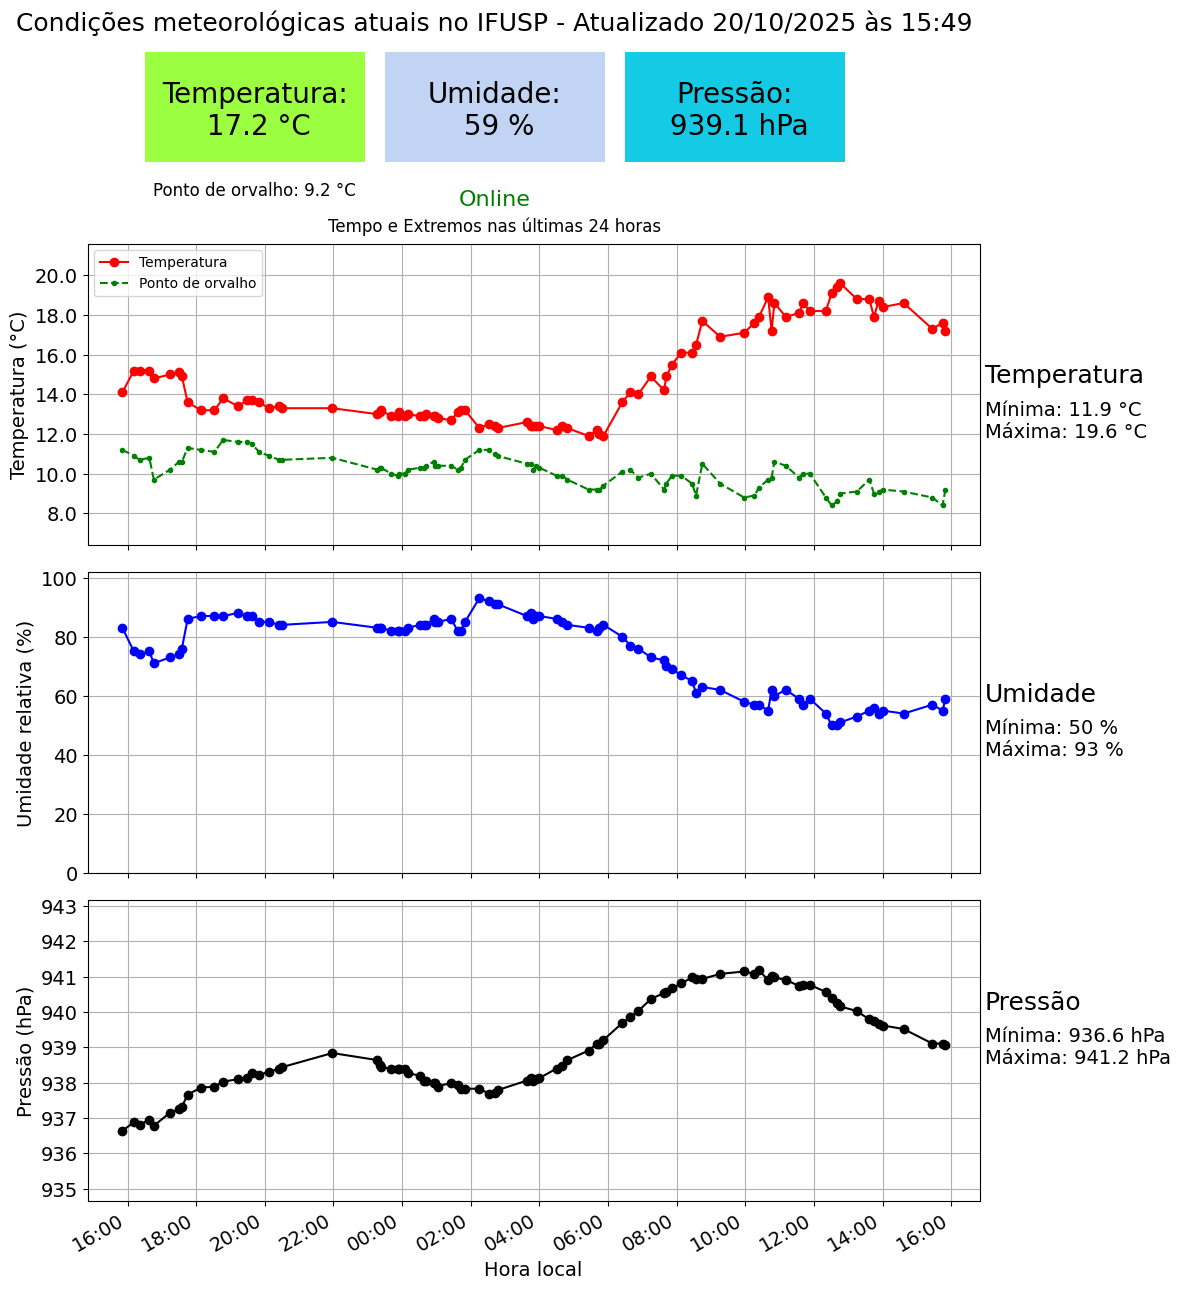 Condições meteorológicas atuais no IFUSP - Atualizado 20/10/2025 às 15:49
Temperatura:
17.2 °C
Umidade:
59 %
Pressão:
939.1 hPa
Ponto de orvalho: 9.2 °C
Online
Tempo e Extremos nas últimas 24 horas
Temperatura
Ponto de orvalho
Temperatura (°C)
20.0
18.0
16.0
14.0
12.0
10.0
8.0
Temperatura
Mínima: 11.9 °C
Máxima: 19.6 °C
Umidade relativa (%)
100
80
60
40
20
0
Umidade
Mínima: 50 %
Máxima: 93 %
Pressão (hPa)
943
942
941
940
939
938
937
936
935
Pressão
Mínima: 936.6 hPa
Máxima: 941.2 hPa
16:00
18:00
20:00
22:00
00:00
02:00
04:00
06:00
08:00
10:00
12:00
14:00
16:00
Hora local